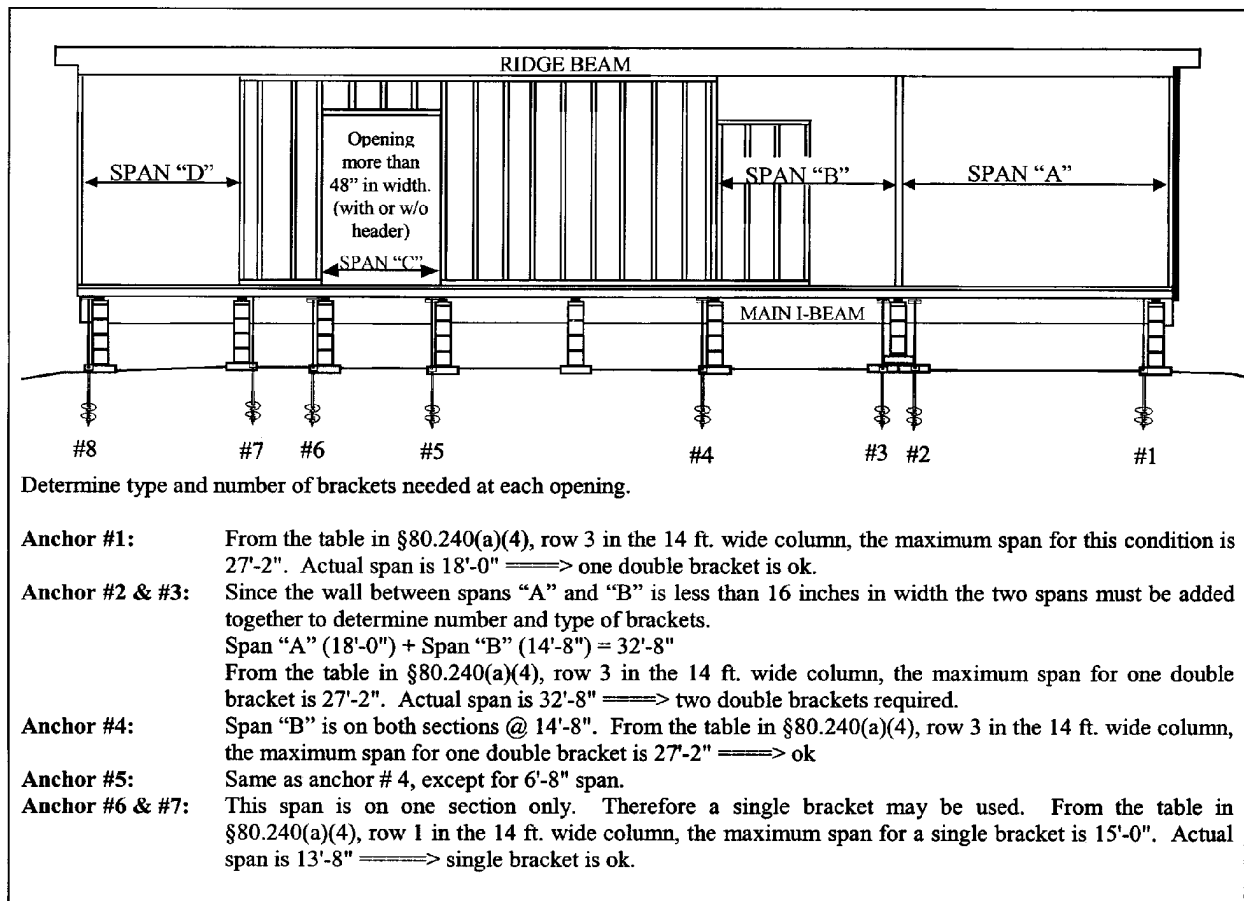 RIDGE BEAM
Opening
more than
48" in width.
(with or w/o
header)
SPAN “D”
SPAN “C”
SPAN “B”
SPAN “A”
MAIN I-BEAM
#8 #7 #6 #5 #4 #3 #2 #1
Determine type and number of brackets needed at each opening.
Anchor #1: From the table in §80.240(a)(4), row 3 in the 14 ft. wide column, the maximum span for this condition is
27'-2". Actual span is 18'-0" ====> one double bracket is ok.
Anchor #2 & #3: Since the wall between spans “A” and “B” is less than 16 inches in width the two spans must be added
together to determine number and type of brackets.
Span “A” (18'-0") + Span “B” (14'-8") = 32'-8"
From the table in §80.240(a)(4), row 3 in the 14 ft. wide column, the maximum span for one double
bracket is 27'-2". Actual span is 32'-8" ====> two double brackets required.
Anchor #4: Span “B” is on both sections @ 14'-8". From the table in §80.240(a)(4), row 3 in the 14 ft. wide column,
the maximum span for one double bracket is 27'-2" ====> ok
Anchor #5: Same as anchor # 4, except for 6'-8" span.
Anchor #6 & #7: This span is on one section only. Therefore a single bracket may be used. From the table in
§80.240(a)(4), row 1 in the 14 ft. wide column, the maximum span for a single bracket is 15'-0". Actual
span is 13'-8" =====> single bracket is ok.